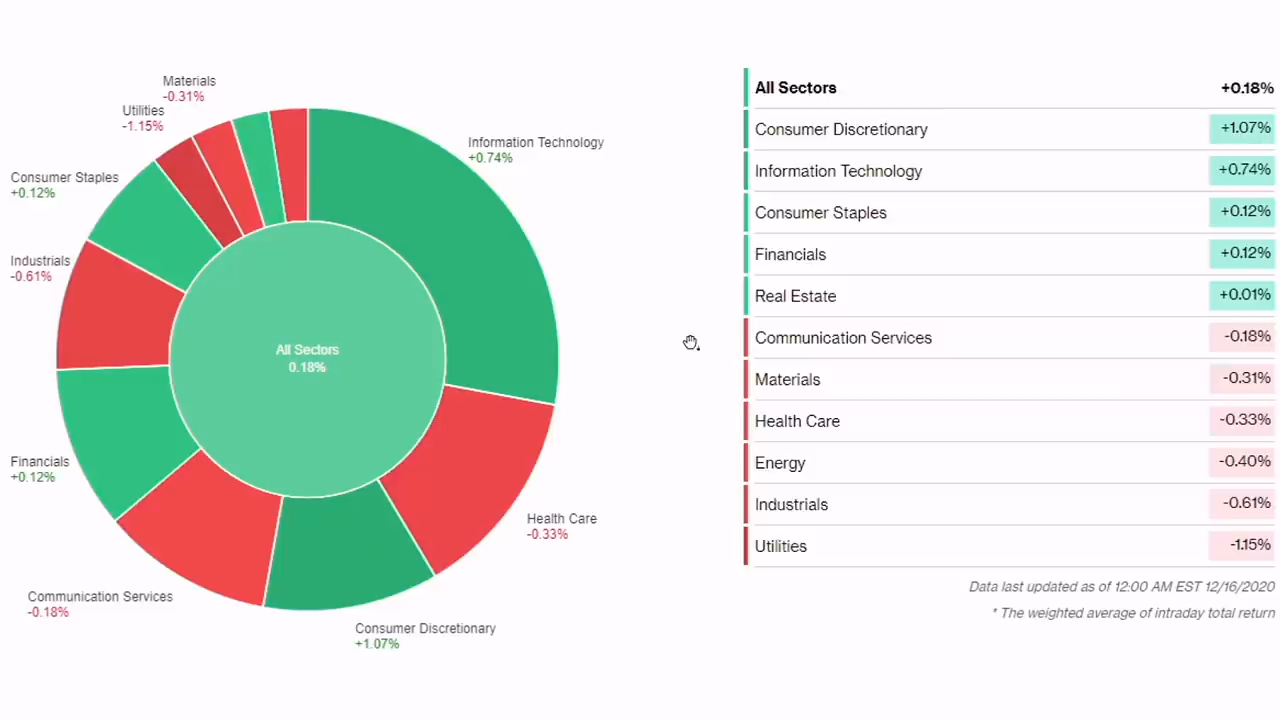 Materials
-0.31%
Utilities
-1.15%
Information Technology
+0.74%
Consumer Staples
+0.12%
Industrials
-0.61%
All Sectors
0.18%
Financials
+0.12%
Health Care
-0.33%
Communication Services
-0.18%
Consumer Discretionary
+1.07%
All Sectors +0.18%
Consumer Discretionary +1.07%
Information Technology +0.74%
Consumer Staples +0.12%
Financials +0.12%
Real Estate +0.01%
Communication Services -0.18%
Materials -0.31%
Health Care -0.33%
Energy -0.40%
Industrials -0.61%
Utilities -1.15%
Data last updated as of 12:00 AM EST 12/16/2020
* The weighted average of intraday total return